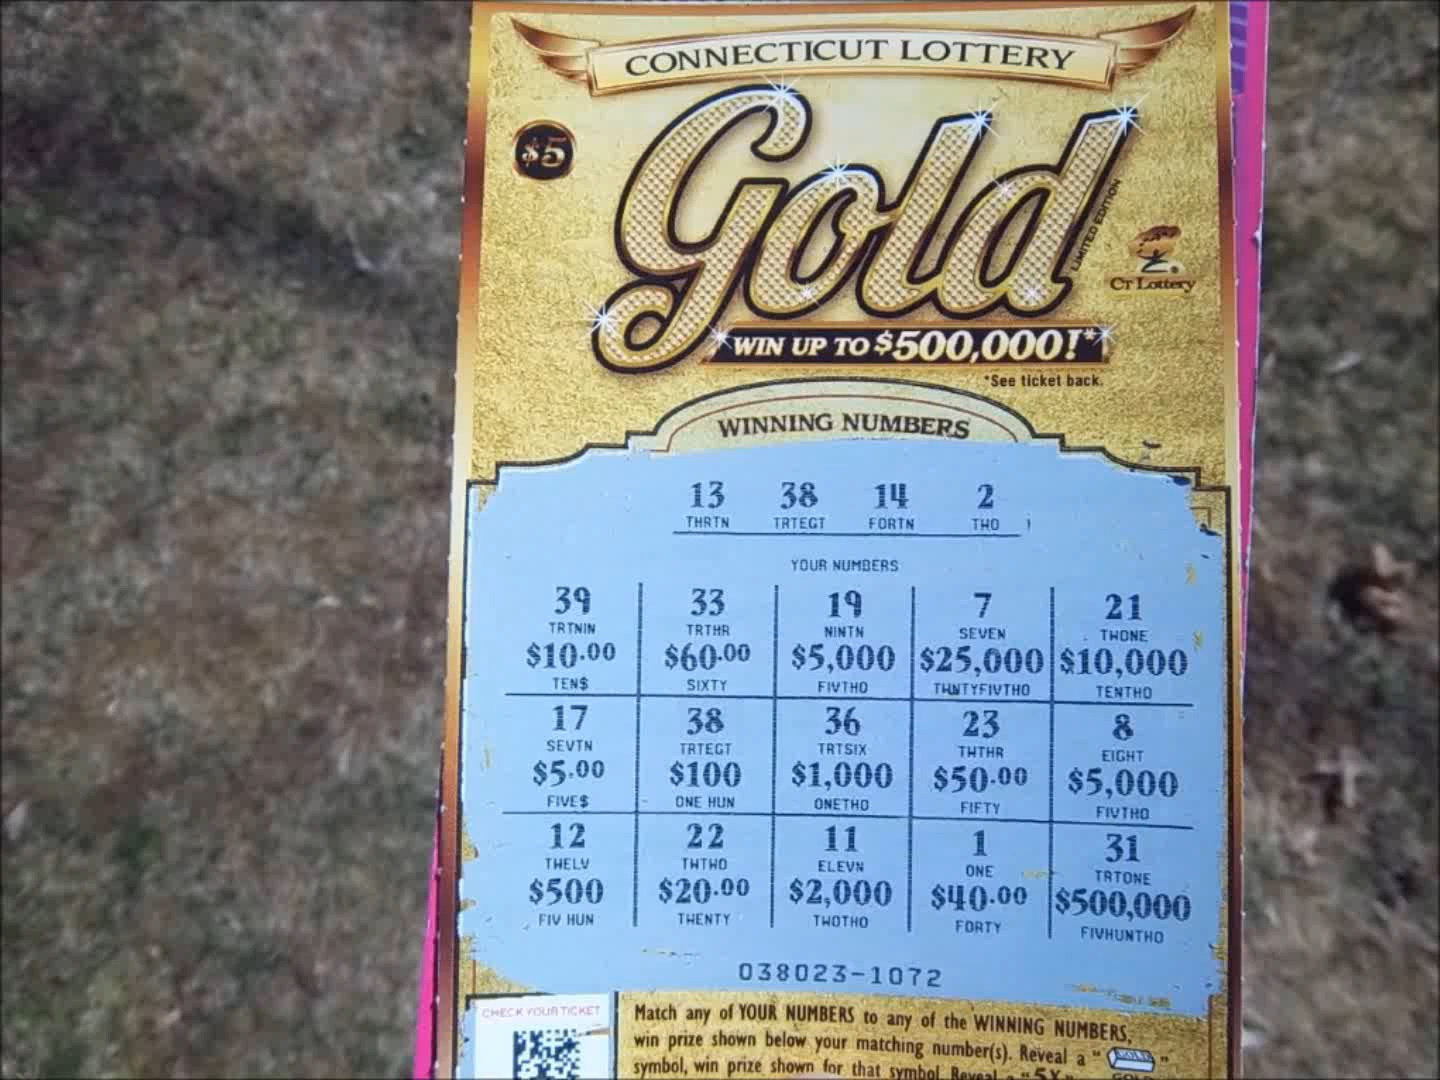 CONNECTICUT LOTTERY
$5
Gold
LIMITED EDITION
CT Lottery
WIN UP TO $500,000!*
*See ticket back.
WINNING NUMBERS
13 38 14 2
THRTN TRTEGT FORTN TWO
YOUR NUMBERS
39 33 19 7 21
TRTNIN TRTHR NINTN SEVEN TWONE
$10.00 $60.00 $5,000 $25,000 $10,000
TEN$ SIXTY FIVTHO TWNTYFIVTHO TENTHO
17 38 36 23 8
SEVTN TRTEGT TRTSIX TWTHR EIGHT
$5.00 $100 $1,000 $50.00 $5,000
FIVE$ ONE HUN ONETHO FIFTY FIVTHO
12 22 11 1 31
TWELV TWTWO ELEVN ONE TRTONE
$500 $20.00 $2,000 $40.00 $500,000
FIV HUN TWENTY TWOTHO FORTY FIVHUNTHO
038023-1072
CHECK YOUR TICKET
Match any of YOUR NUMBERS to any of the WINNING NUMBERS,
win prize shown below your matching number(s). Reveal a " GOLD "
symbol, win prize shown for that symbol. Reveal a "5X"